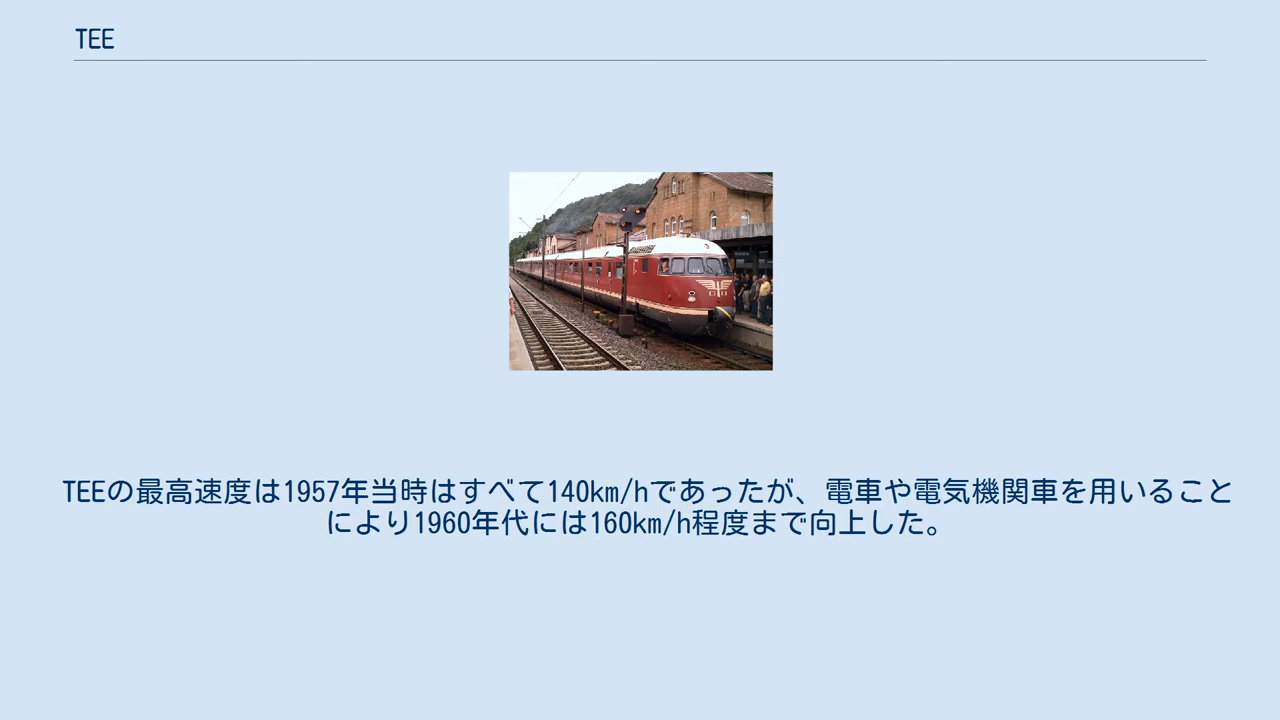 TEE
TEEの最高速度は1957年当時はすべて140km/hであったが、電車や電気機関車を用いること
により1960年代には160km/h程度まで向上した。